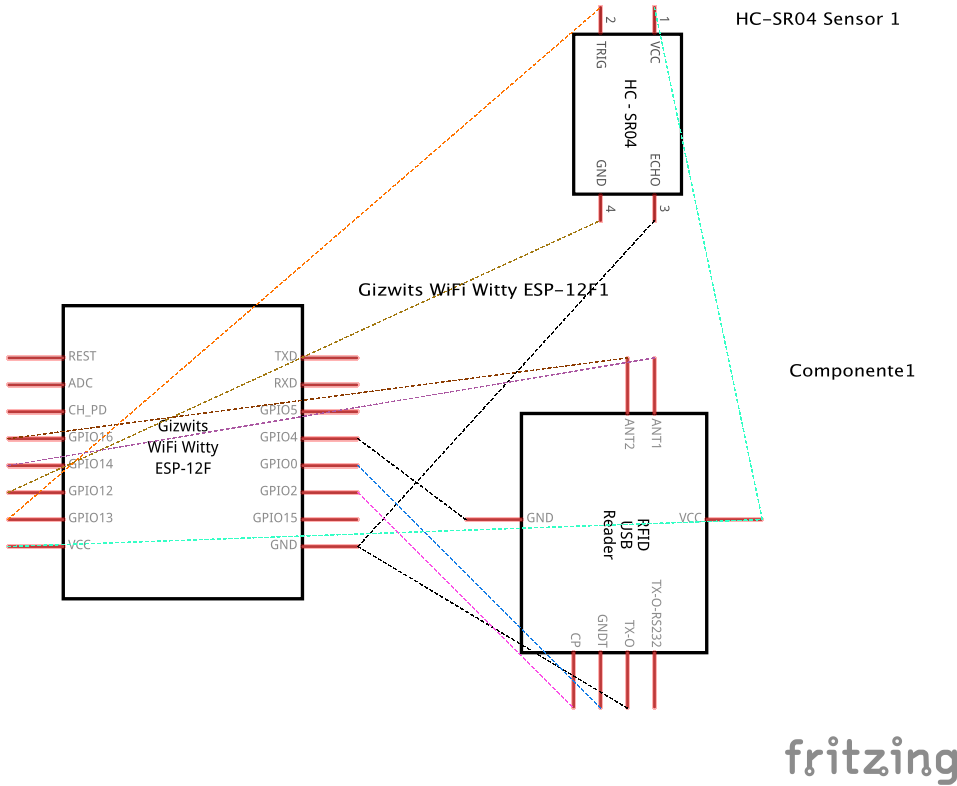 HC-SR04 Sensor 1
2
1
TRIG
VCC
HC - SR04
GND
ECHO
4
3
Gizwits WiFi Witty ESP-12F1
REST
TXD
ADC
RXD
CH_PD
GPIO5
GPIO16
GPIO4
GPIO14
GPIO0
GPIO12
GPIO2
GPIO13
GPIO15
VCC
GND
Gizwits
WiFi Witty
ESP-12F
Componente1
ANT2
ANT1
GND
VCC
RFID
USB
Reader
CP
GNDT
TX-O
TX-O-RS232
fritzing